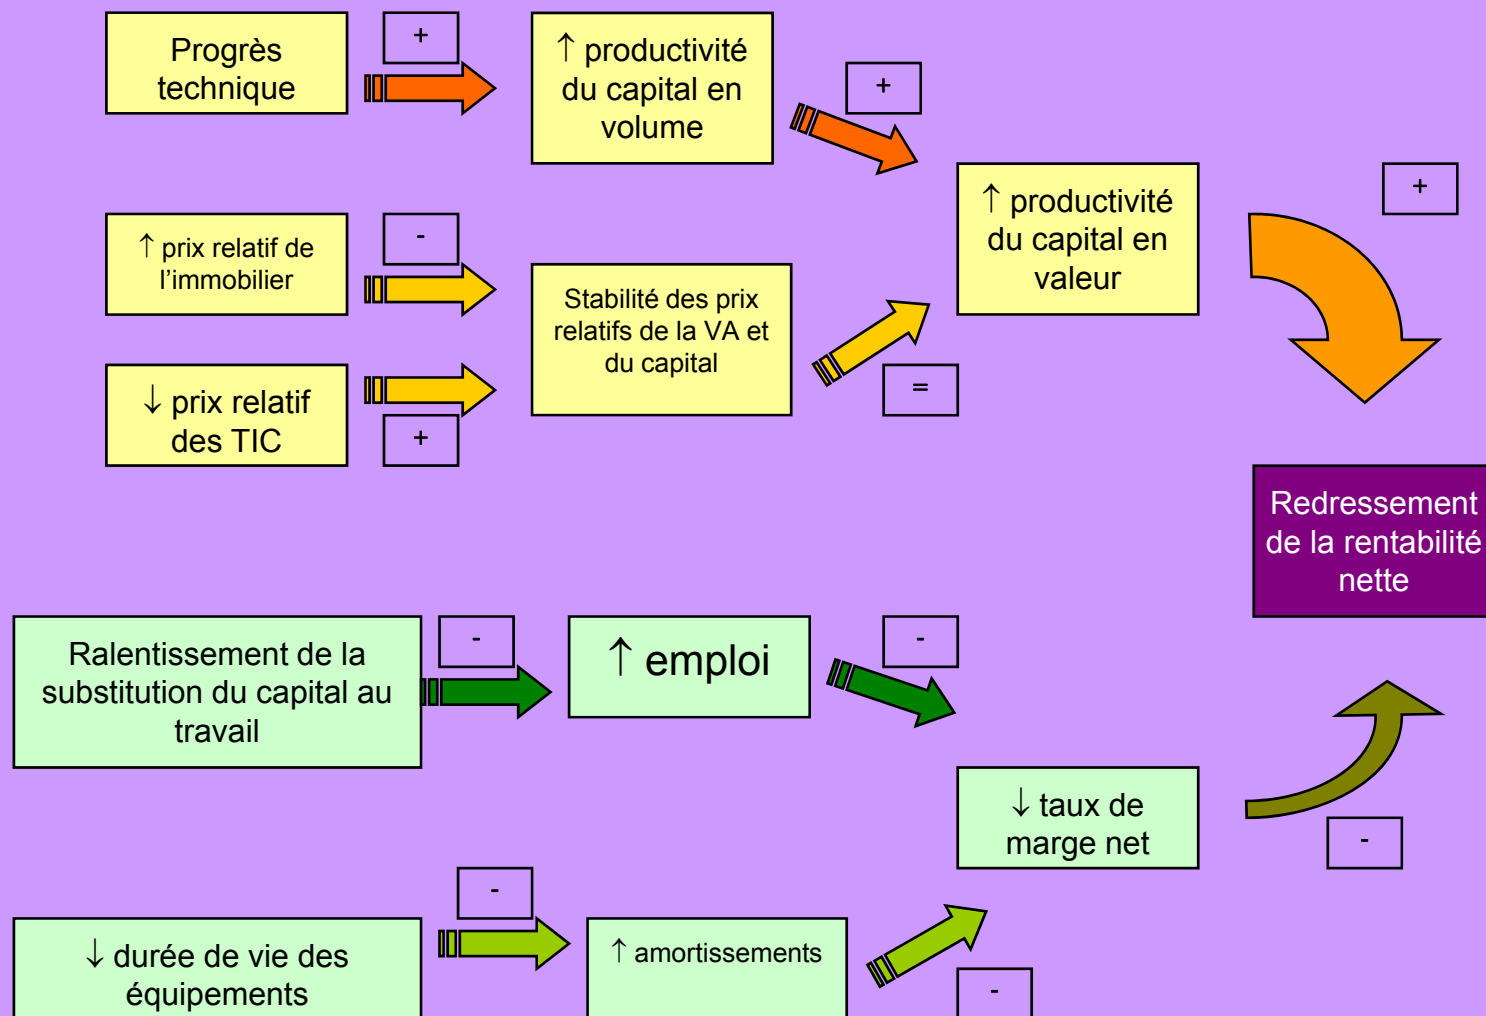 Progrès
technique
+
↑ productivité
du capital en
volume
+
↑ prix relatif de
l’immobilier
-
↓ prix relatif
des TIC
+
Stabilité des prix
relatifs de la VA et
du capital
=
↑ productivité
du capital en
valeur
+
Redressement
de la rentabilité
nette
Ralentissement de la
substitution du capital au
travail
-
↑ emploi
-
↓ taux de
marge net
-
↓ durée de vie des
équipements
-
↑ amortissements
-